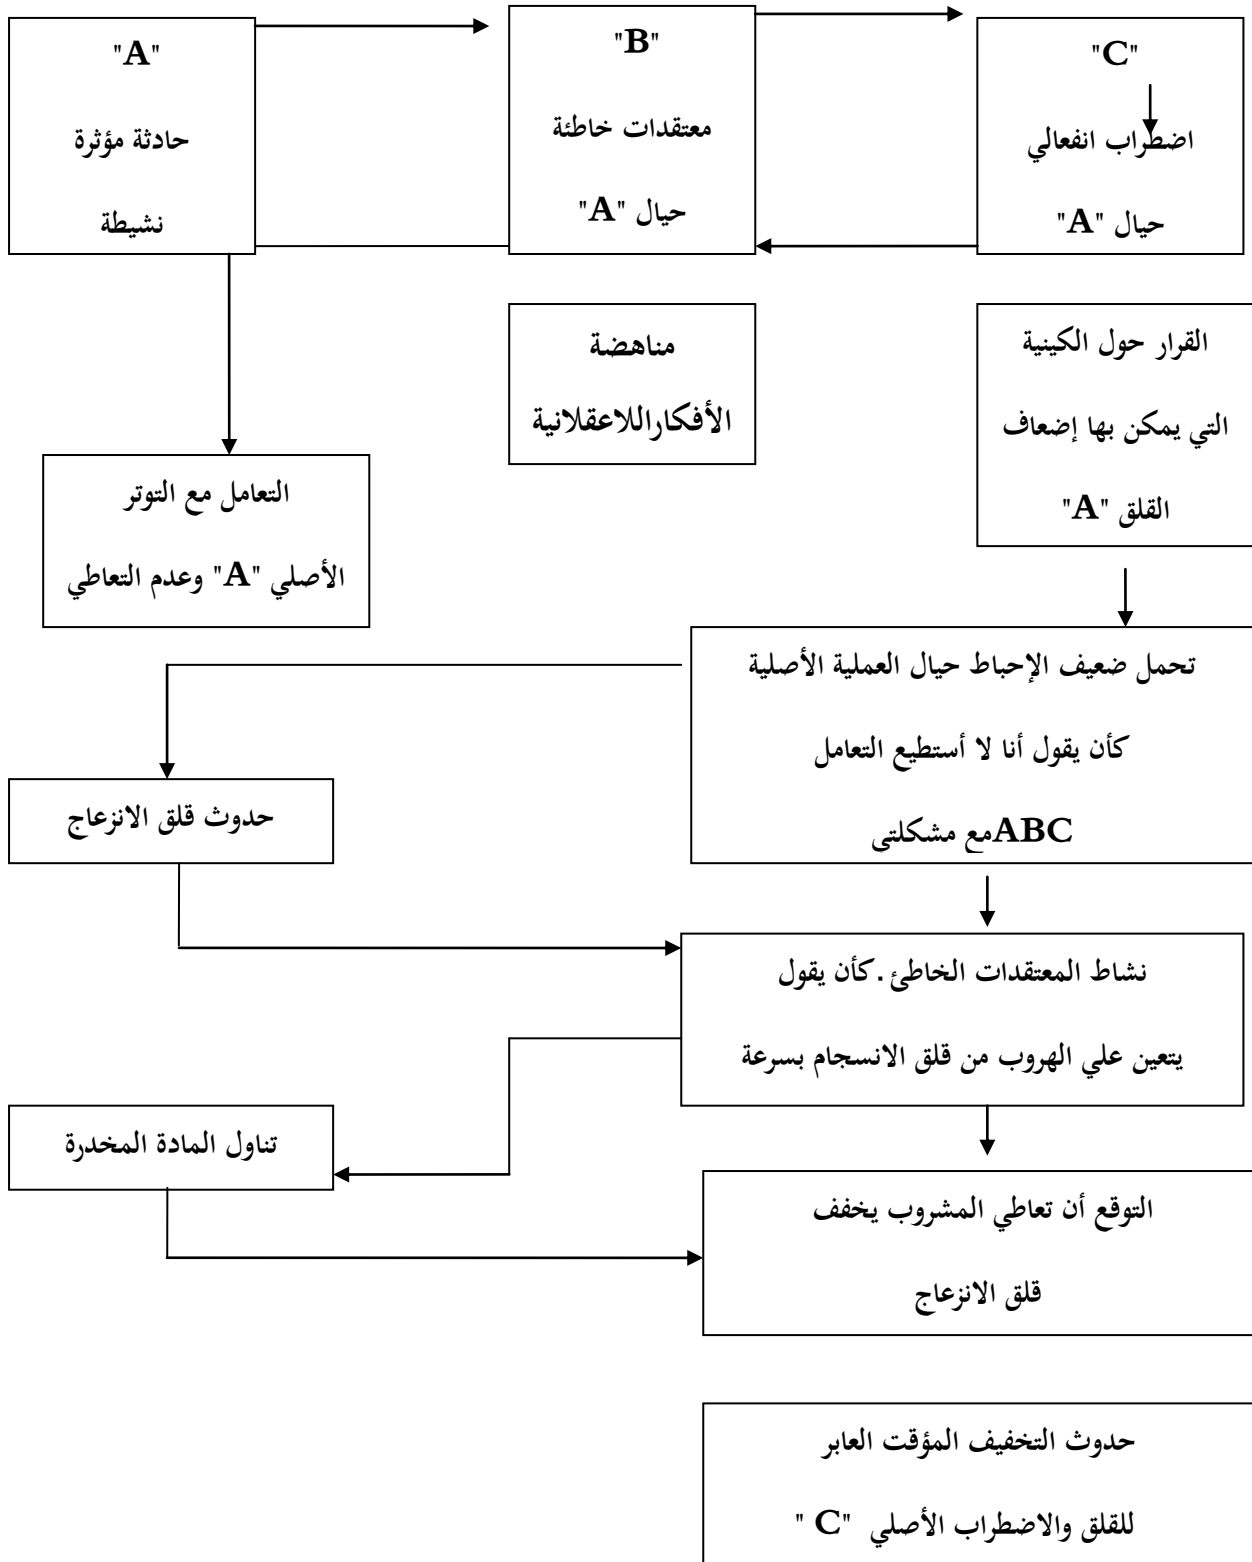 "A"
حادثة مؤثرة
نشيطة
"B"
معتقدات خاطئة
حيال "A"
"C"
اضطراب انفعالي
حيال "A"
مناهضة
الأفكاراللاعقلانية
القرار حول الكينية
التي يمكن بها إضعاف
القلق "A"
التعامل مع التوتر
الأصلي "A" وعدم التعاطي
تحمل ضعيف الإحباط حيال العملية الأصلية
كأن يقول أنا لا أستطيع التعامل
مع مشكلتي ABC
حدوث قلق الانزعاج
نشاط المعتقدات الخاطئ .كأن يقول
يتعين علي الهروب من قلق الانسجام بسرعة
تناول المادة المخدرة
التوقع أن تعاطي المشروب يخفف
قلق الانزعاج
حدوث التخفيف المؤقت العابر
للقلق والاضطراب الأصلي "C "